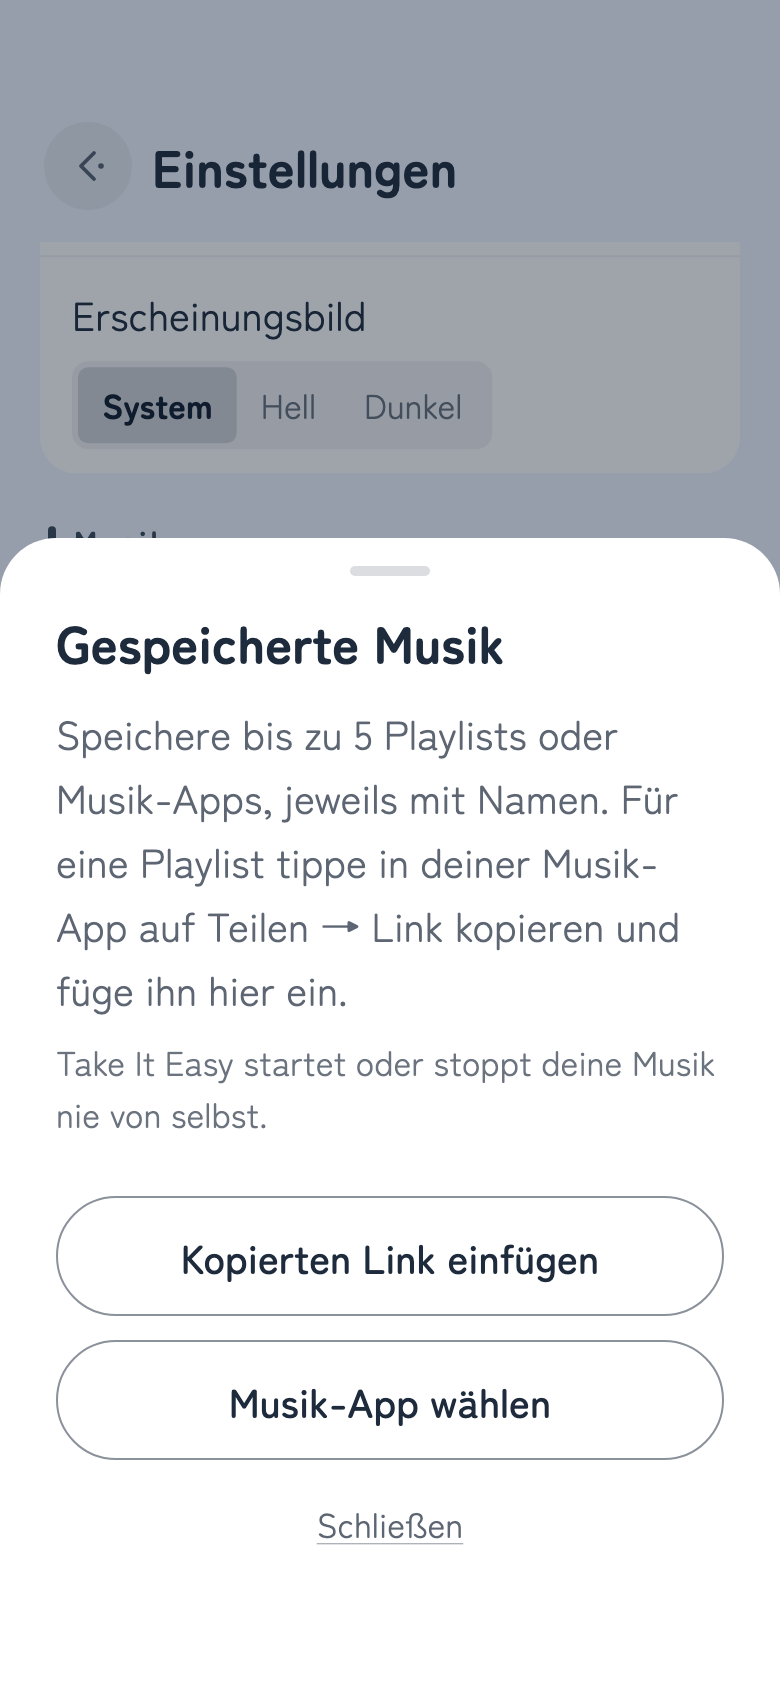 Einstellungen
Erscheinungsbild
System Hell Dunkel
Gespeicherte Musik
Speichere bis zu 5 Playlists oder
Musik-Apps, jeweils mit Namen. Für
eine Playlist tippe in deiner Musik-
App auf Teilen → Link kopieren und
füge ihn hier ein.
Take It Easy startet oder stoppt deine Musik
nie von selbst.
Kopierten Link einfügen
Musik-App wählen
Schließen